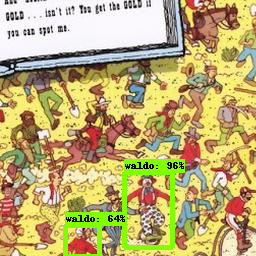 GOLD . . . isn't it? You get the GOLD if
you can spot me.
waldo: 96%
waldo: 64%